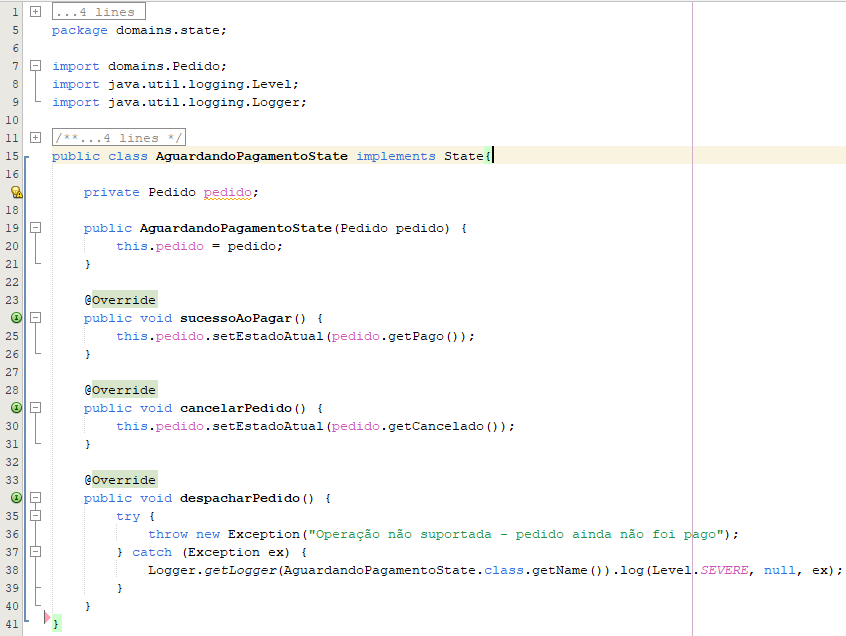 1 ...4 lines
5 package domains.state;
6
7 import domains.Pedido;
8 import java.util.logging.Level;
9 import java.util.logging.Logger;
10
11 /**...4 lines */
15 public class AguardandoPagamentoState implements State{
16
private Pedido pedido;
18
19 public AguardandoPagamentoState(Pedido pedido) {
20 this.pedido = pedido;
21 }
22
23 @Override
public void sucessoAoPagar() {
25 this.pedido.setEstadoAtual(pedido.getPago());
26 }
27
28 @Override
public void cancelarPedido() {
30 this.pedido.setEstadoAtual(pedido.getCancelado());
31 }
32
33 @Override
public void despacharPedido() {
35 try {
36 throw new Exception("Operação não suportada - pedido ainda não foi pago");
37 } catch (Exception ex) {
38 Logger.getLogger(AguardandoPagamentoState.class.getName()).log(Level.SEVERE, null, ex);
39 }
40 }
41 }